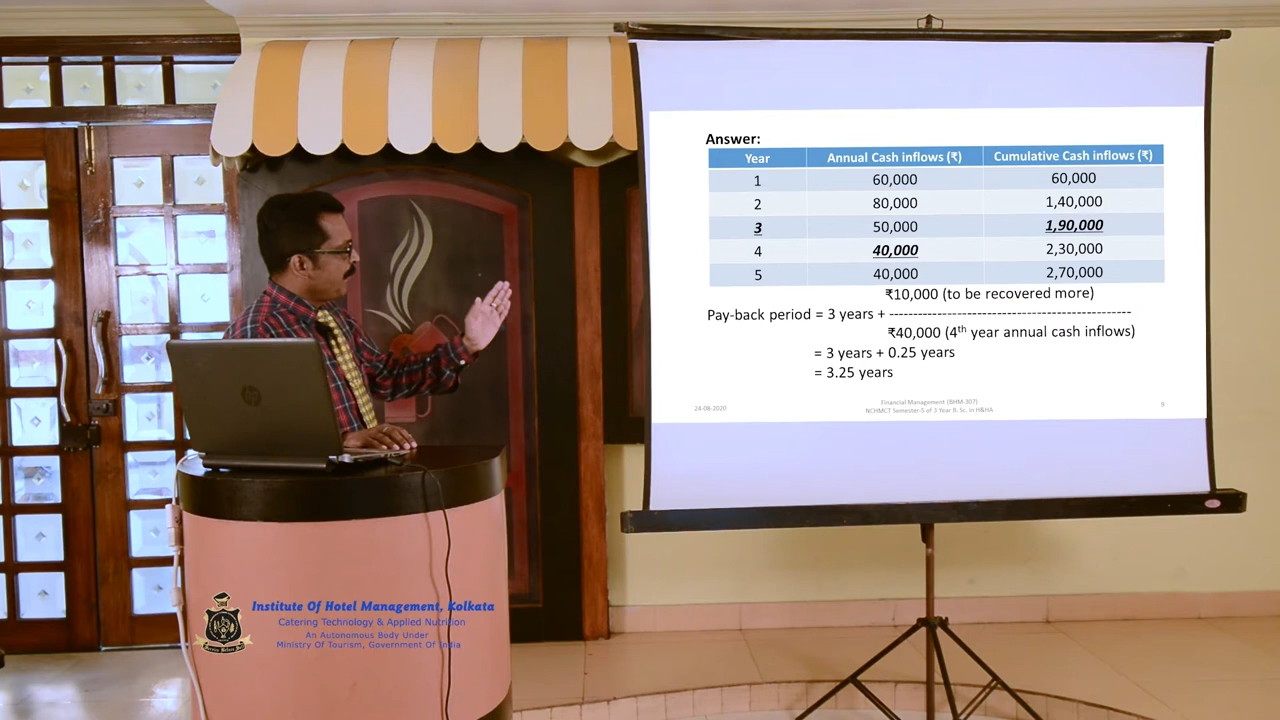 Answer:
Year Annual Cash inflows (₹) Cumulative Cash inflows (₹)
1 60,000 60,000
2 80,000 1,40,000
3 50,000 1,90,000
4 40,000 2,30,000
5 40,000 2,70,000
₹10,000 (to be recovered more)
Pay-back period = 3 years + --------------------------------------------------
₹40,000 (4th year annual cash inflows)
= 3 years + 0.25 years
= 3.25 years
24-08-2020
Financial Management (BHM-307)
NCHMCT Semester-5 of 3 Year B. Sc. in H&HA
9
Institute Of Hotel Management, Kolkata
Catering Technology & Applied Nutrition
An Autonomous Body Under
Ministry Of Tourism, Government Of India